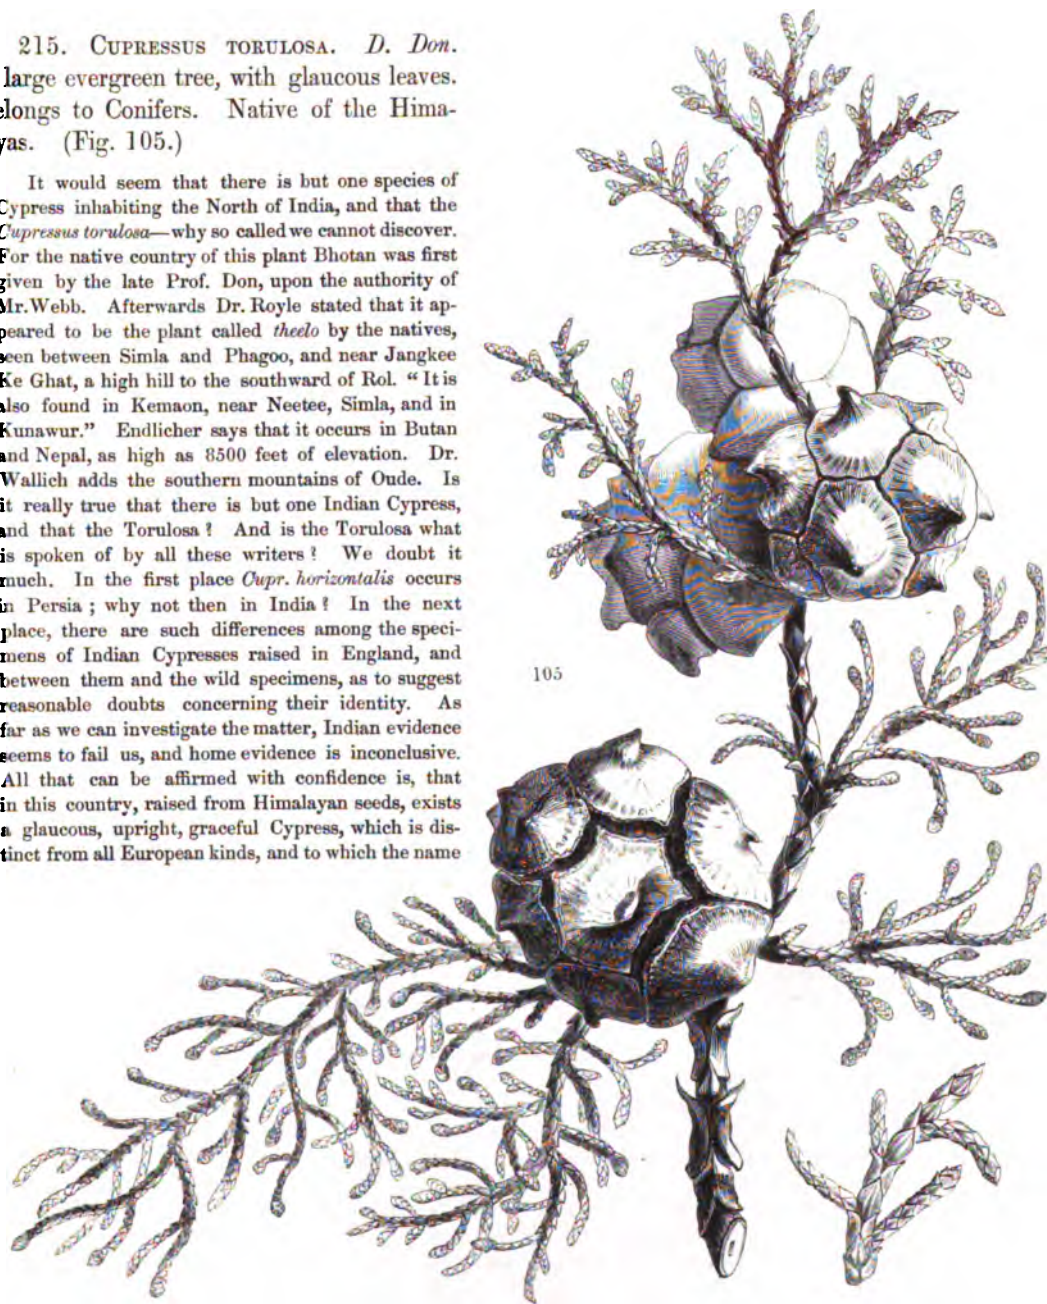 215. CUPRESSUS TORULOSA. D. Don.
large evergreen tree, with glaucous leaves.
elongs to Conifers. Native of the Hima-
yas. (Fig. 105.)
It would seem that there is but one species of
Cypress inhabiting the North of India, and that the
Cupressus torulosa—why so called we cannot discover.
For the native country of this plant Bhotan was first
given by the late Prof. Don, upon the authority of
Mr. Webb. Afterwards Dr. Royle stated that it ap-
peared to be the plant called theelo by the natives,
seen between Simla and Phagoo, and near Jangkee
Ke Ghat, a high hill to the southward of Rol. “It is
also found in Kemaon, near Neetee, Simla, and in
Kunawur.” Endlicher says that it occurs in Butan
and Nepal, as high as 8500 feet of elevation. Dr.
Wallich adds the southern mountains of Oude. Is
it really true that there is but one Indian Cypress,
and that the Torulosa? And is the Torulosa what
is spoken of by all these writers? We doubt it
much. In the first place Cupr. horizontalis occurs
in Persia; why not then in India? In the next
place, there are such differences among the speci-
mens of Indian Cypresses raised in England, and
between them and the wild specimens, as to suggest
reasonable doubts concerning their identity. As
far as we can investigate the matter, Indian evidence
seems to fail us, and home evidence is inconclusive.
All that can be affirmed with confidence is, that
in this country, raised from Himalayan seeds, exists
a glaucous, upright, graceful Cypress, which is dis-
tinct from all European kinds, and to which the name
105